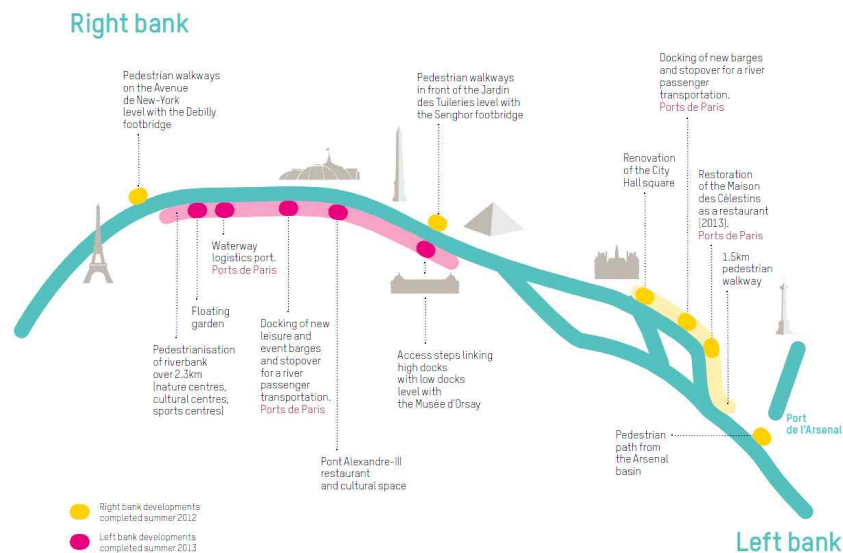 Right bank
Pedestrian walkways
on the Avenue
de New-York
level with the Debilly
footbridge
Pedestrian walkways
in front of the Jardin
des Tuileries level with
the Senghor footbridge
Docking of new barges
and stopover for a river
passenger
transportation.
Ports de Paris
Renovation
of the City
Hall square
Restoration
of the Maison
des Célestins
as a restaurant
(2013).
Ports de Paris
1.5km
pedestrian
walkway
Waterway
logistics port.
Ports de Paris
Floating
garden
Pedestrianisation
of riverbank
over 2.3km
(nature centres,
cultural centres,
sports centres)
Docking of new
leisure and
event barges
and stopover
for a river
passenger
transportation.
Ports de Paris
Access steps linking
high docks
with low docks
level with
the Musée d'Orsay
Pont Alexandre-III
restaurant
and cultural space
Pedestrian
path from
the Arsenal
basin
Port
de l'Arsenal
Right bank developments
completed summer 2012
Left bank developments
completed summer 2013
Left bank